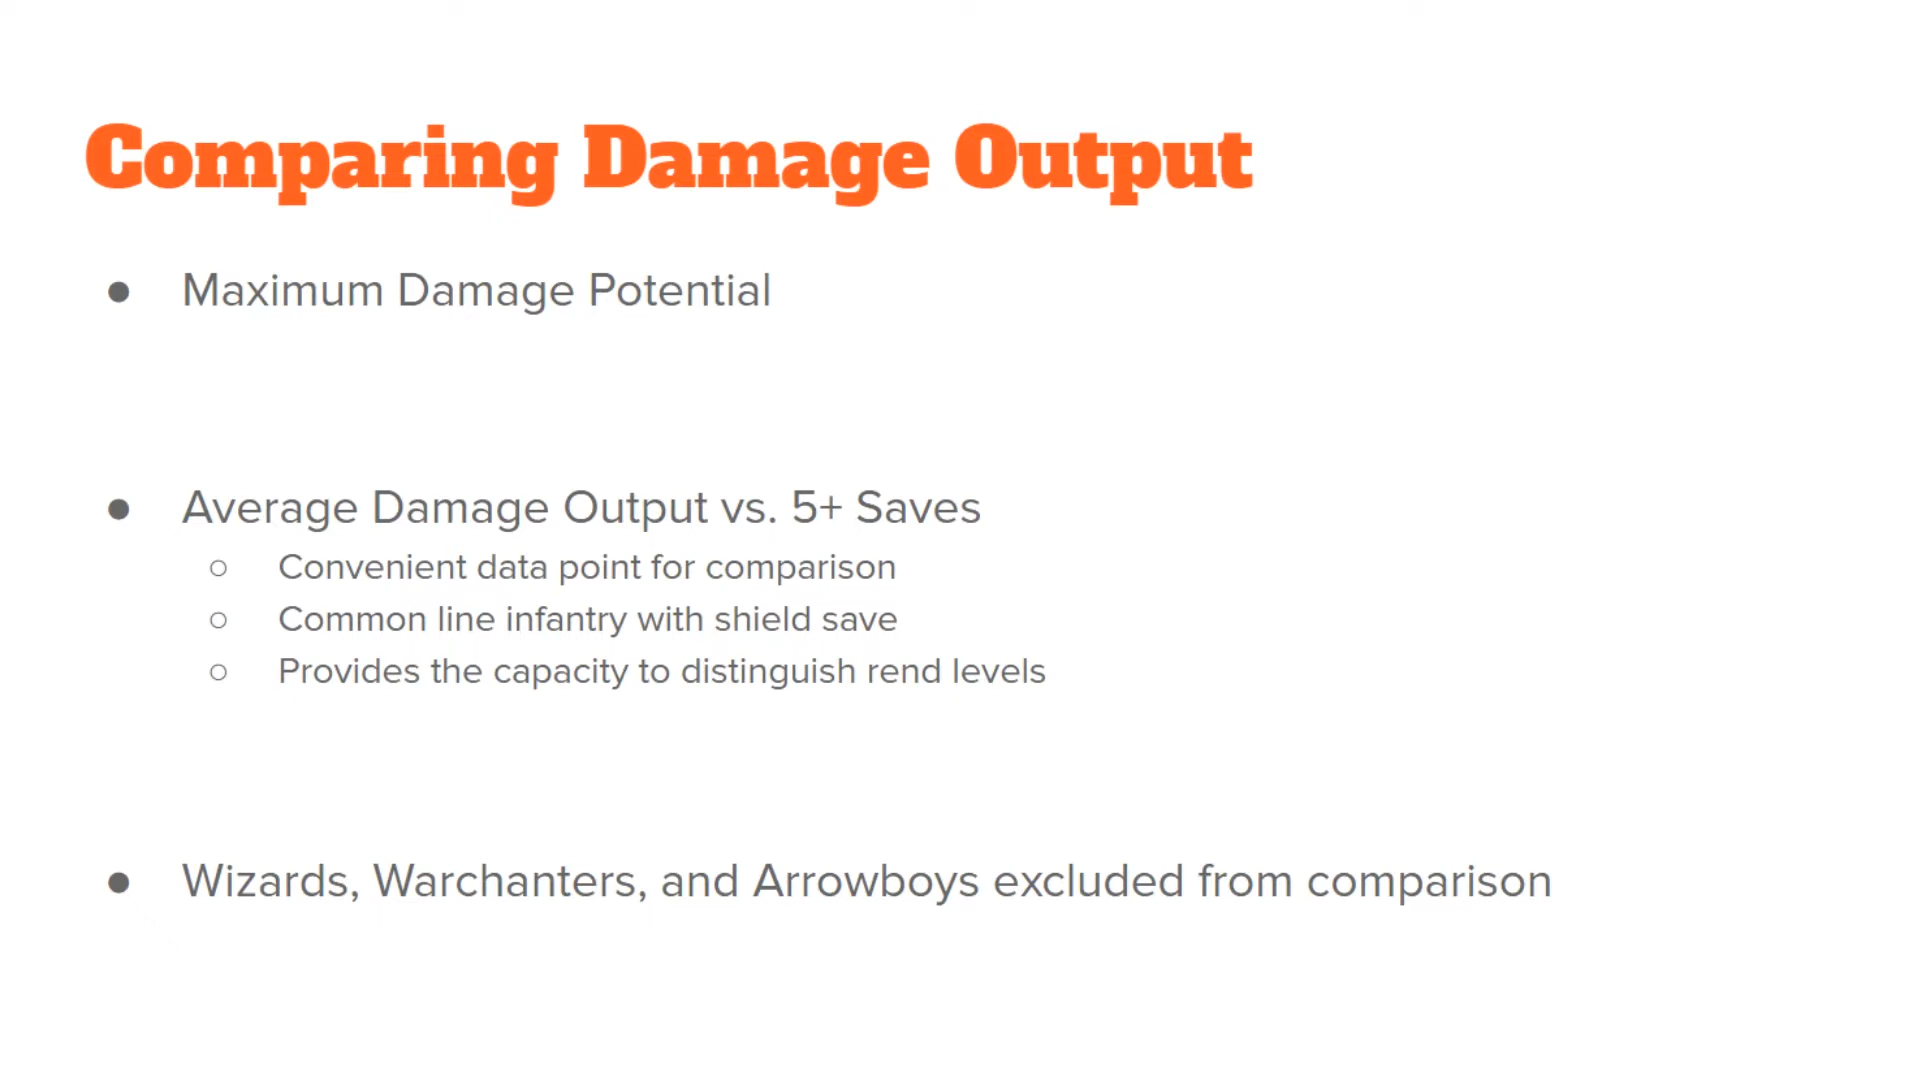 Comparing Damage Output
● Maximum Damage Potential
● Average Damage Output vs. 5+ Saves
○ Convenient data point for comparison
○ Common line infantry with shield save
○ Provides the capacity to distinguish rend levels
● Wizards, Warchanters, and Arrowboys excluded from comparison